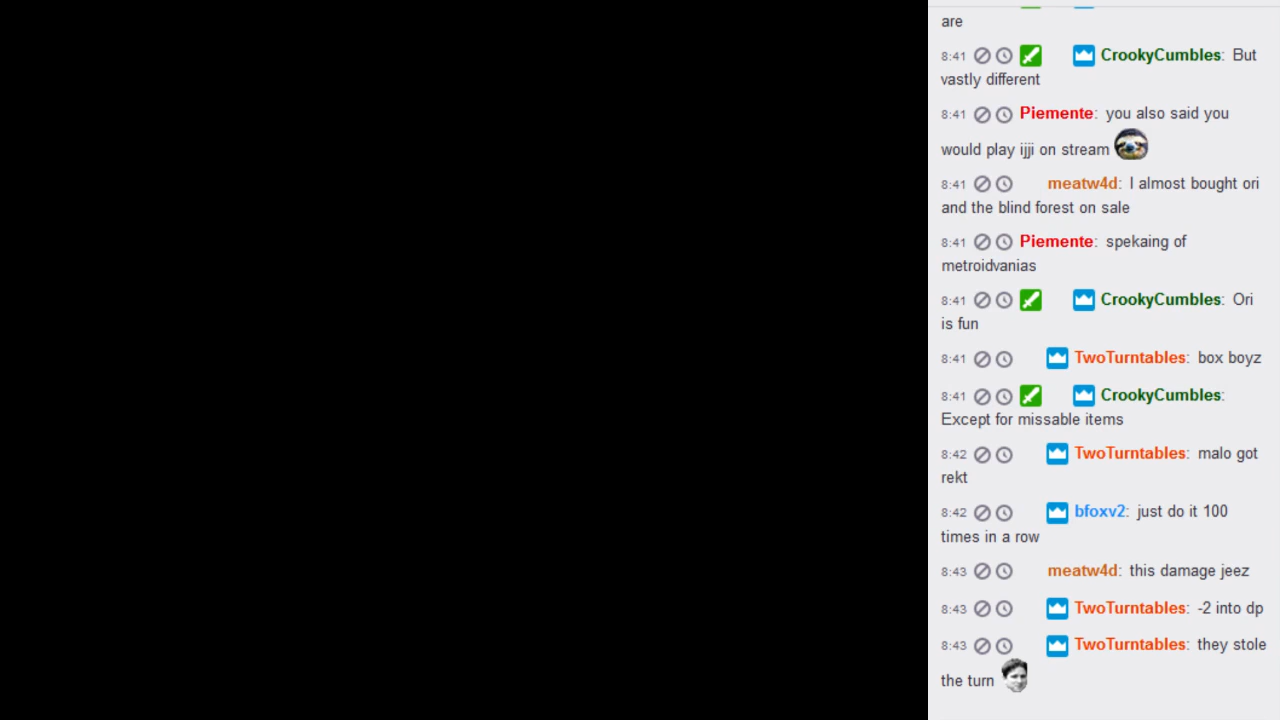 are
8:41 CrookyCumbles: But
vastly different
8:41 Piemente: you also said you
would play ijji on stream
8:41 meatw4d: I almost bought ori
and the blind forest on sale
8:41 Piemente: spekaing of
metroidvanias
8:41 CrookyCumbles: Ori
is fun
8:41 TwoTurntables: box boyz
8:41 CrookyCumbles:
Except for missable items
8:42 TwoTurntables: malo got
rekt
8:42 bfoxv2: just do it 100
times in a row
8:43 meatw4d: this damage jeez
8:43 TwoTurntables: -2 into dp
8:43 TwoTurntables: they stole
the turn